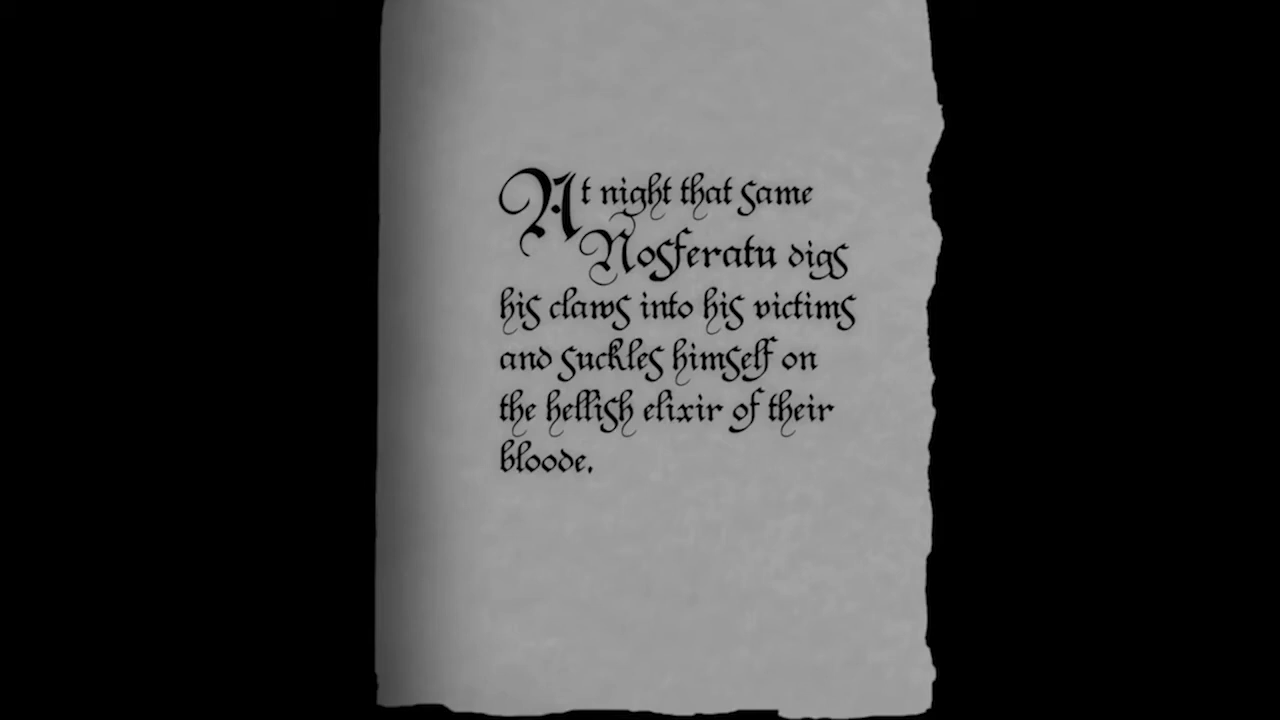 At night that same
Nosferatu digs
his claws into his victims
and suckles himself on
the hellish elixir of their
bloode.